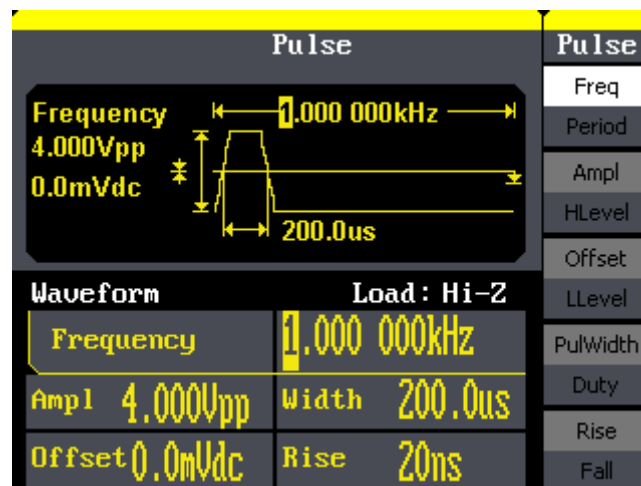 Pulse
Frequency 1.000 000kHz
4.000Vpp
0.0mVdc
200.0us
Waveform Load: Hi-Z
Frequency 1.000 000kHz
Ampl 4.000Vpp Width 200.0us
Offset 0.0mVdc Rise 20ns
Pulse
Freq
Period
Ampl
HLevel
Offset
LLevel
PulWidth
Duty
Rise
Fall